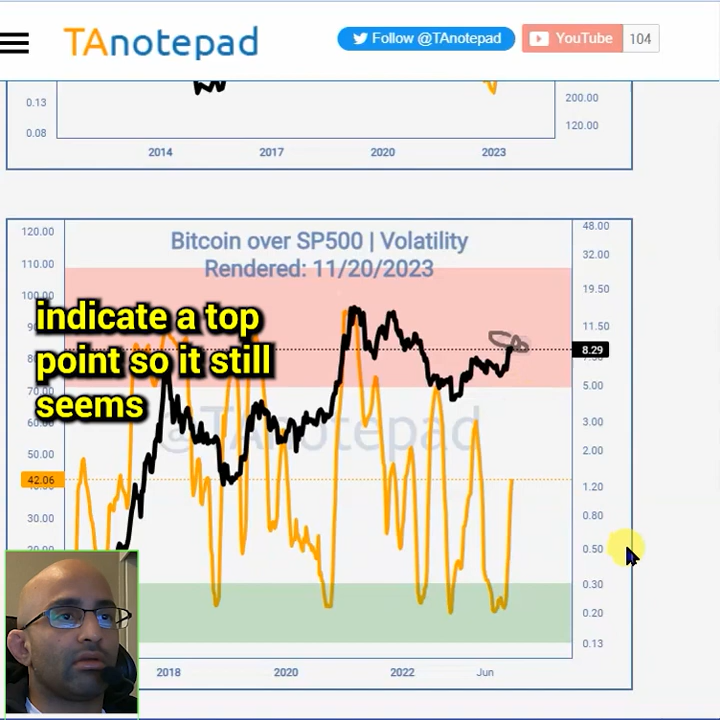 TAnotepad
Follow @TAnotepad
YouTube 104
0.13
200.00
0.08
120.00
2014 2017 2020 2023
Bitcoin over SP500 | Volatility
Rendered: 11/20/2023
120.00
48.00
110.00
32.00
19.50
11.50
8.29
5.00
60.00
3.00
50.00
2.00
42.06
1.20
30.00
0.80
0.50
0.30
0.20
0.13
@TAnotepad
indicate a top
point so it still
seems
2018 2020 2022 Jun